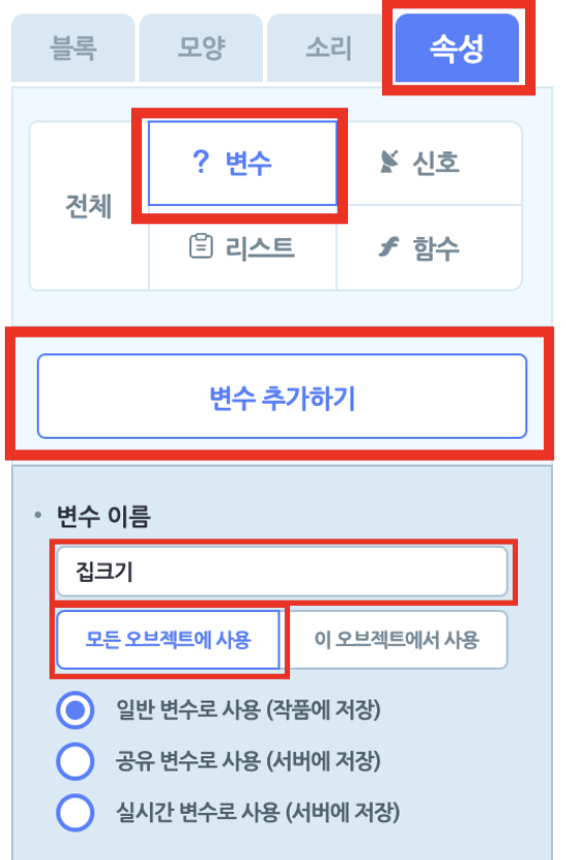 블록 모양 소리 속성
전체
? 변수
신호
리스트
f 함수
변수 추가하기
• 변수 이름
집크기
모든 오브젝트에 사용 이 오브젝트에서 사용
일반 변수로 사용 (작품에 저장)
공유 변수로 사용 (서버에 저장)
실시간 변수로 사용 (서버에 저장)